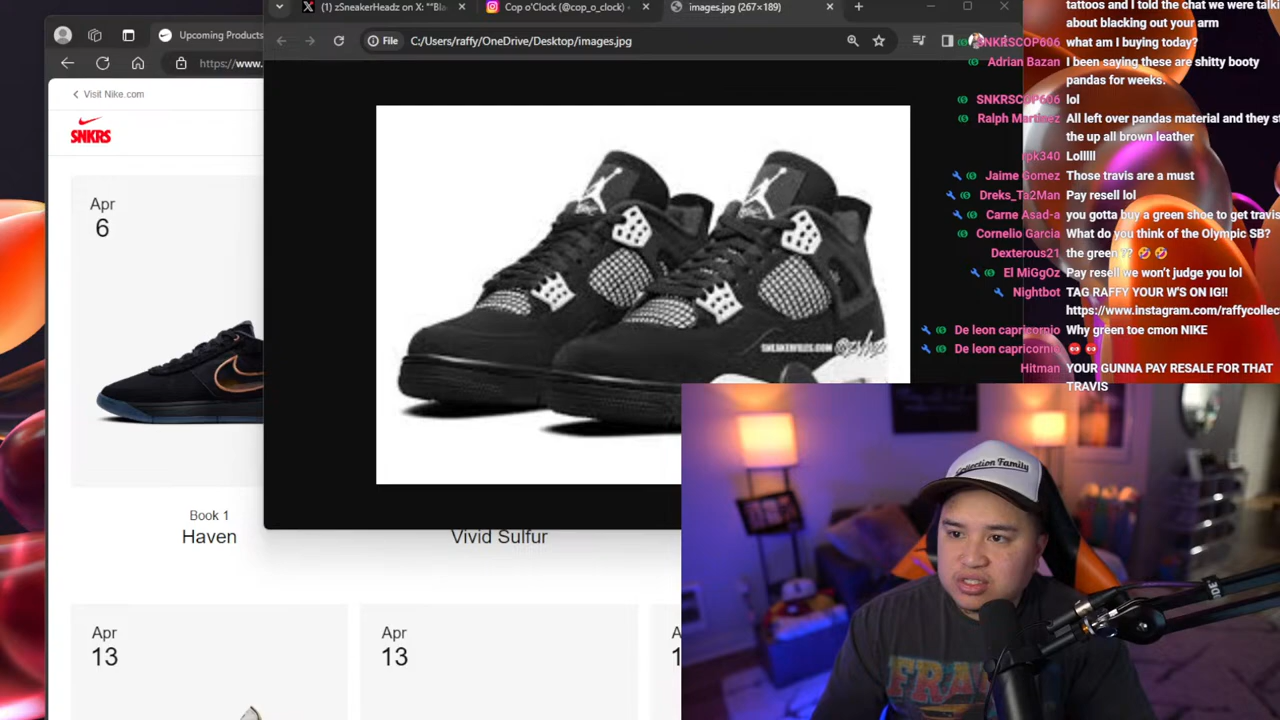 (1) zSneakerHeadz on X: "Bla
Cop o'Clock (@cop_o_clock) •
images.jpg (267×189)
Upcoming Products
File
C:/Users/raffy/OneDrive/Desktop/images.jpg
https://www.
Visit Nike.com
SNKRS
Apr
6
Book 1
Haven
Vivid Sulfur
Apr
13
Apr
13
SNEAKERFILES.COM
tattoos and I told the chat we were talki
about blacking out your arm
SNKRSCOP606 what am I buying today?
Adrian Bazan I been saying these are shitty booty
pandas for weeks.
SNKRSCOP606 lol
Ralph Martinez All left over pandas material and they st
the up all brown leather
rpk340 Lolllll
Jaime Gomez Those travis are a must
Dreks_Ta2Man Pay resell lol
Carne Asad-a you gotta buy a green shoe to get travis
Cornelio Garcia What do you think of the Olympic SB?
Dexterous21 the green 1? 🤣 🤣
El MiGgOz Pay resell we won't judge you lol
Nightbot TAG RAFFY YOUR W'S ON IG!!
https://www.instagram.com/raffycollec
De leon capricornio Why green toe cmon NIKE
De leon capricornio
Hitman YOUR GUNNA PAY RESALE FOR THAT
TRAVIS
Collection Family
RODE